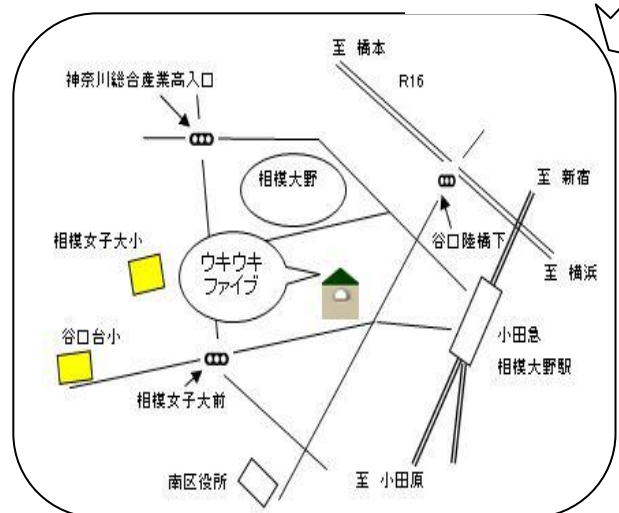 至 橋本
神奈川総合産業高入口
R16
相模大野
至 新宿
谷口陸橋下
相模女子大小
ウキウキ
ファイブ
至 横浜
谷口台小
小田急
相模大野駅
相模女子大前
南区役所
至 小田原